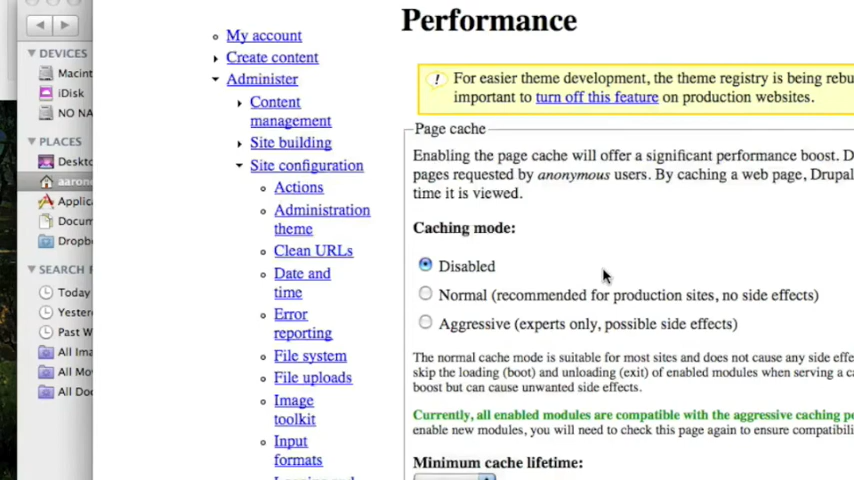 DEVICES
Macint
iDisk
NO NA
PLACES
Deskto
aarone
Applic
Docum
Dropbo
SEARCH F
Today
Yester
Past W
All Ima
All Mo
All Doc
My account
Create content
Administer
Content
management
Site building
Site configuration
Actions
Administration
theme
Clean URLs
Date and
time
Error
reporting
File system
File uploads
Image
toolkit
Input
formats
Performance
For easier theme development, the theme registry is being rebu
important to turn off this feature on production websites.
Page cache
Enabling the page cache will offer a significant performance boost. D
pages requested by anonymous users. By caching a web page, Drupal
time it is viewed.
Caching mode:
Disabled
Normal (recommended for production sites, no side effects)
Aggressive (experts only, possible side effects)
The normal cache mode is suitable for most sites and does not cause any side effe
skip the loading (boot) and unloading (exit) of enabled modules when serving a ca
boost but can cause unwanted side effects.
Currently, all enabled modules are compatible with the aggressive caching po
enable new modules, you will need to check this page again to ensure compatibili
Minimum cache lifetime: